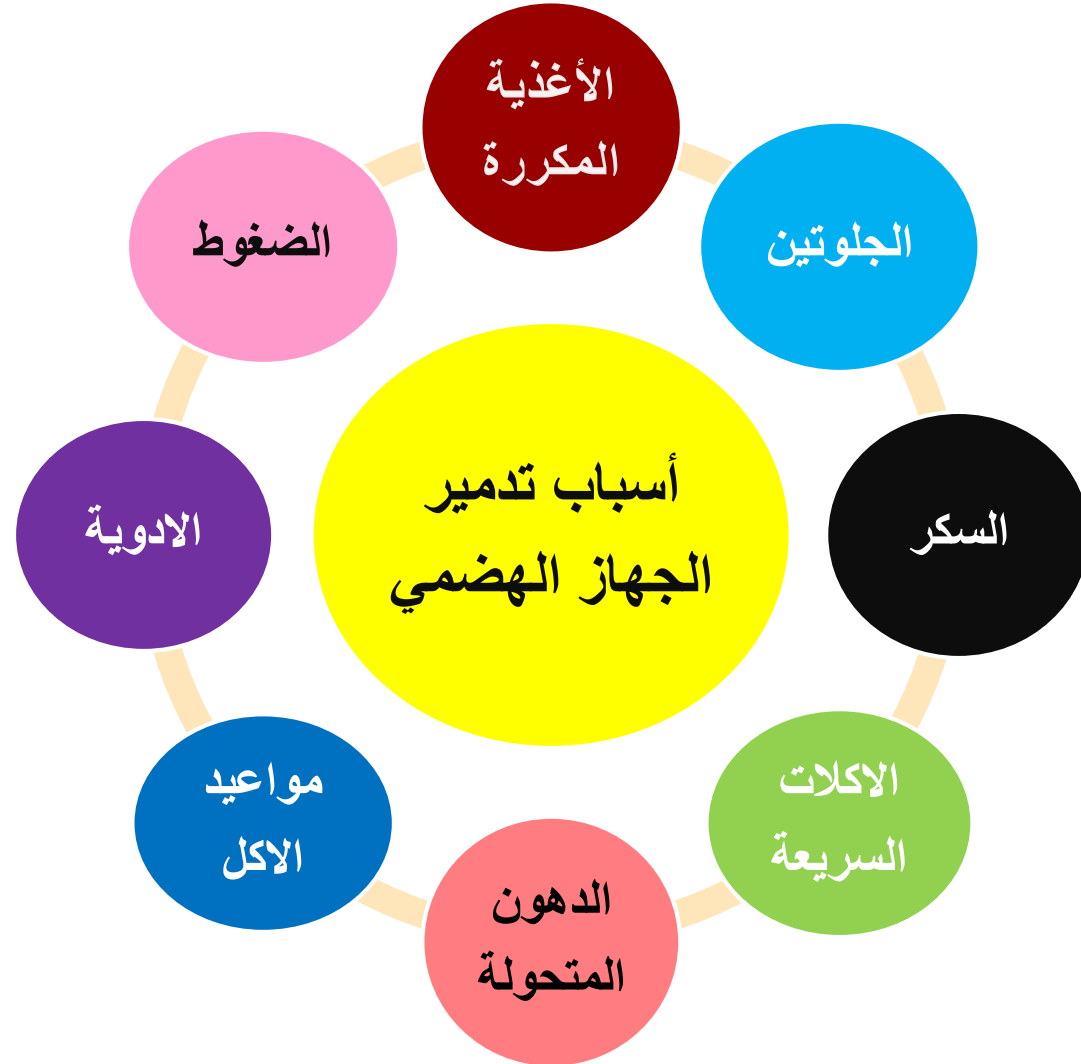 أسباب تدمير
الجهاز الهضمي
الأغذية
المكررة
الجلوتين
السكر
الاكلات
السريعة
الدهون
المتحولة
مواعيد
الاكل
الادوية
الضغوط